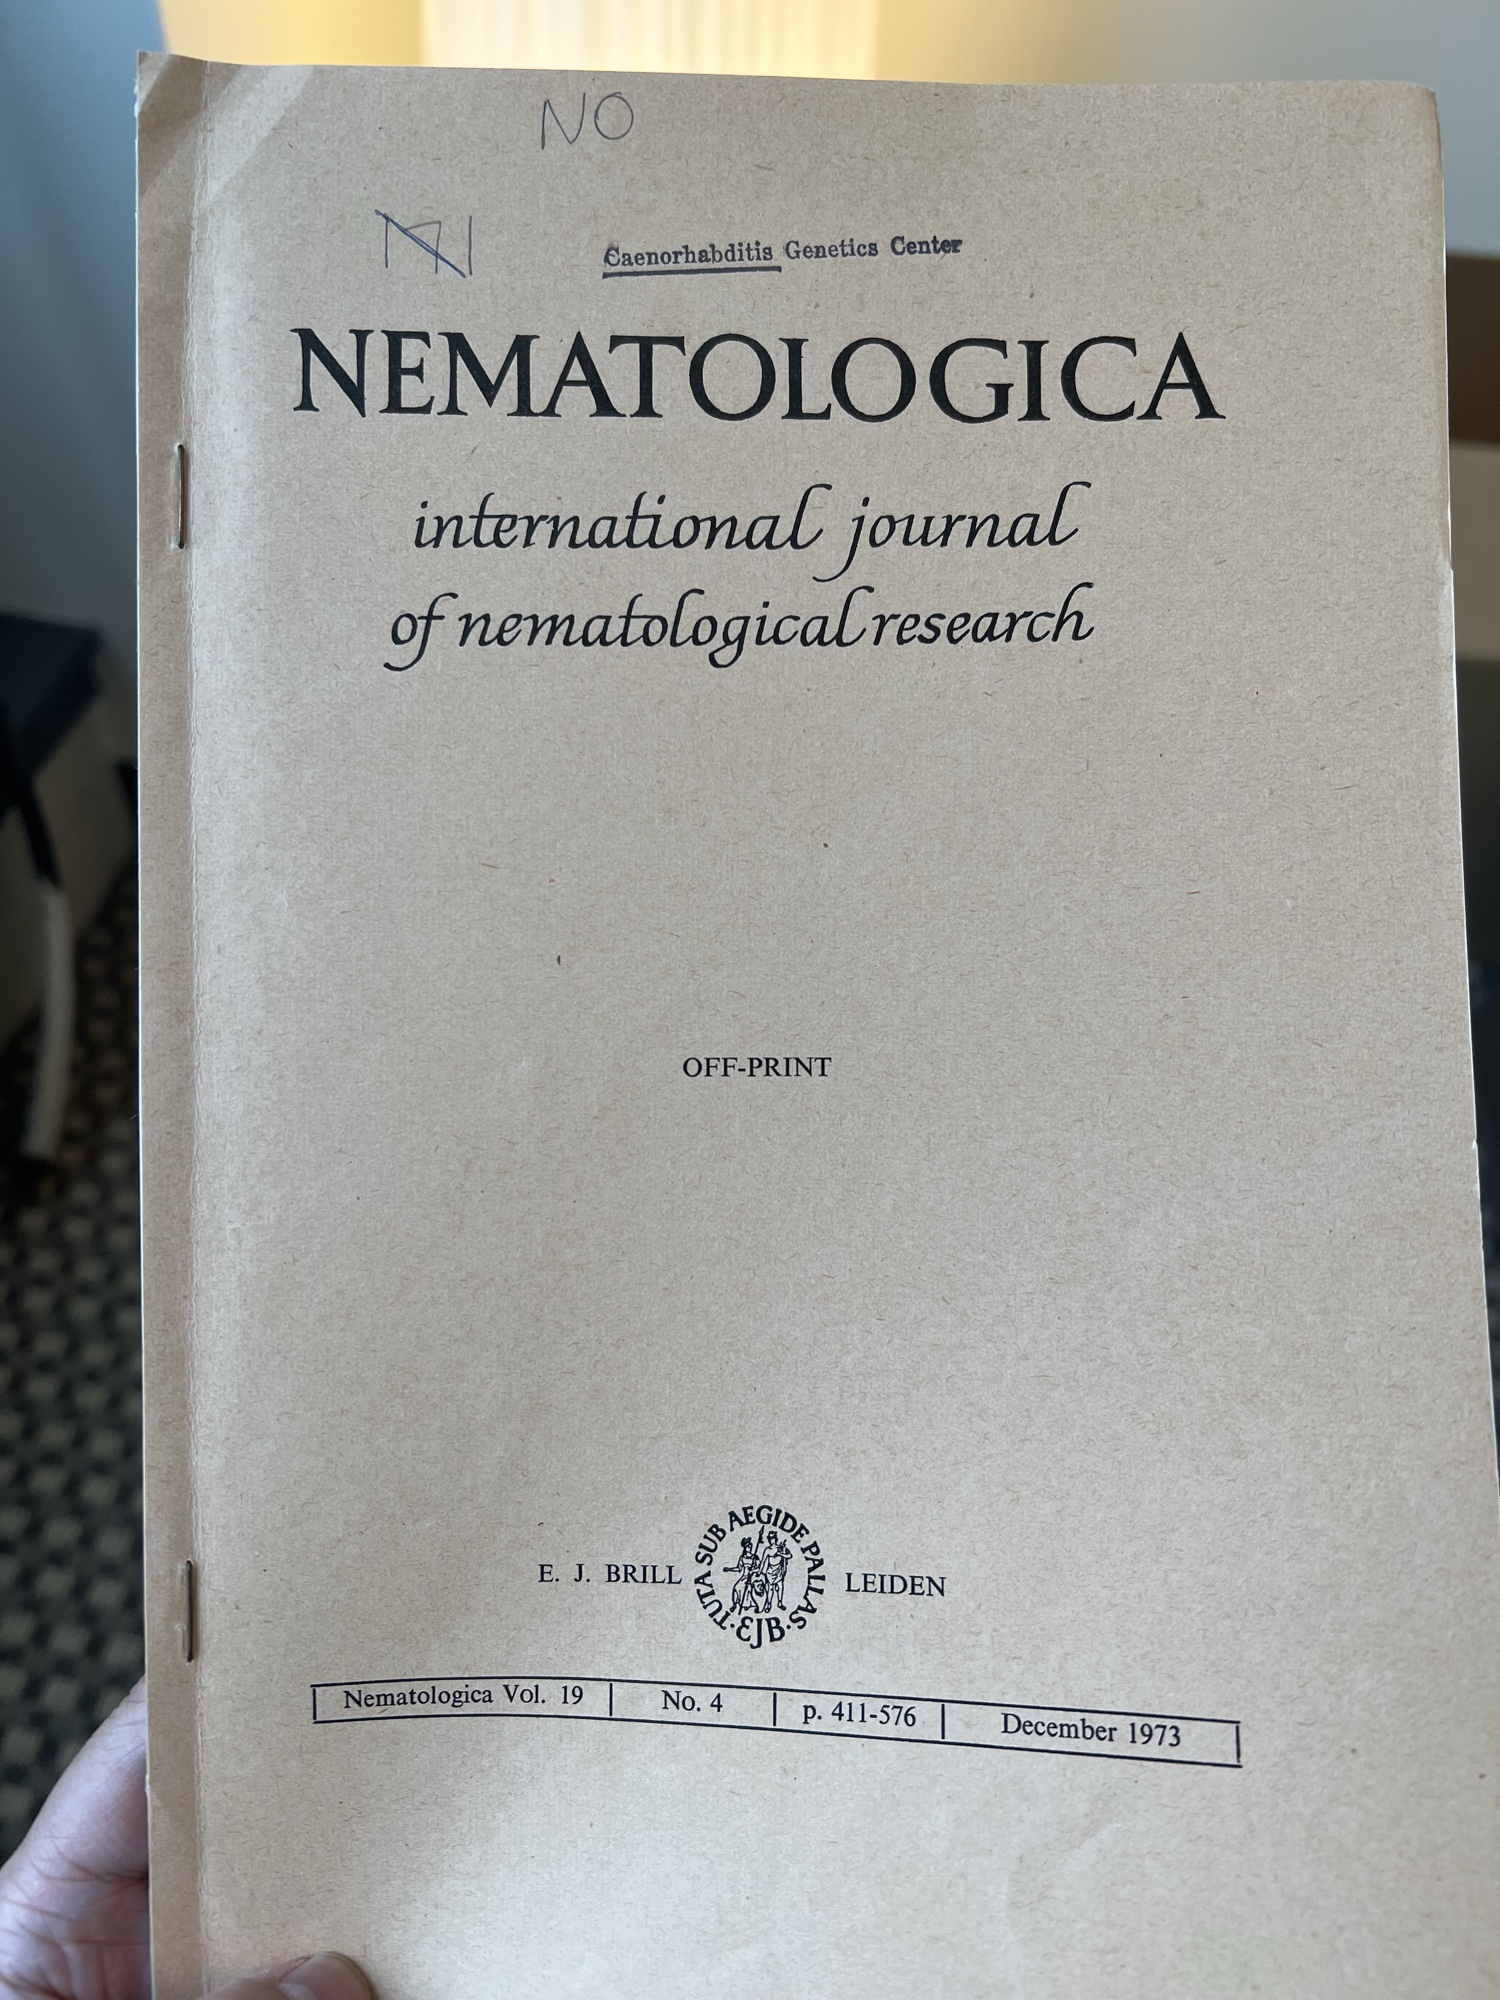 NO
Caenorhabditis Genetics Center
NEMATOLOGICA
international journal
of nematological research
OFF-PRINT
E. J. BRILL
TUTA SUB AEGIDE PALLAS · EJB ·
LEIDEN
Nematologica Vol. 19 | No. 4 | p. 411-576 | December 1973